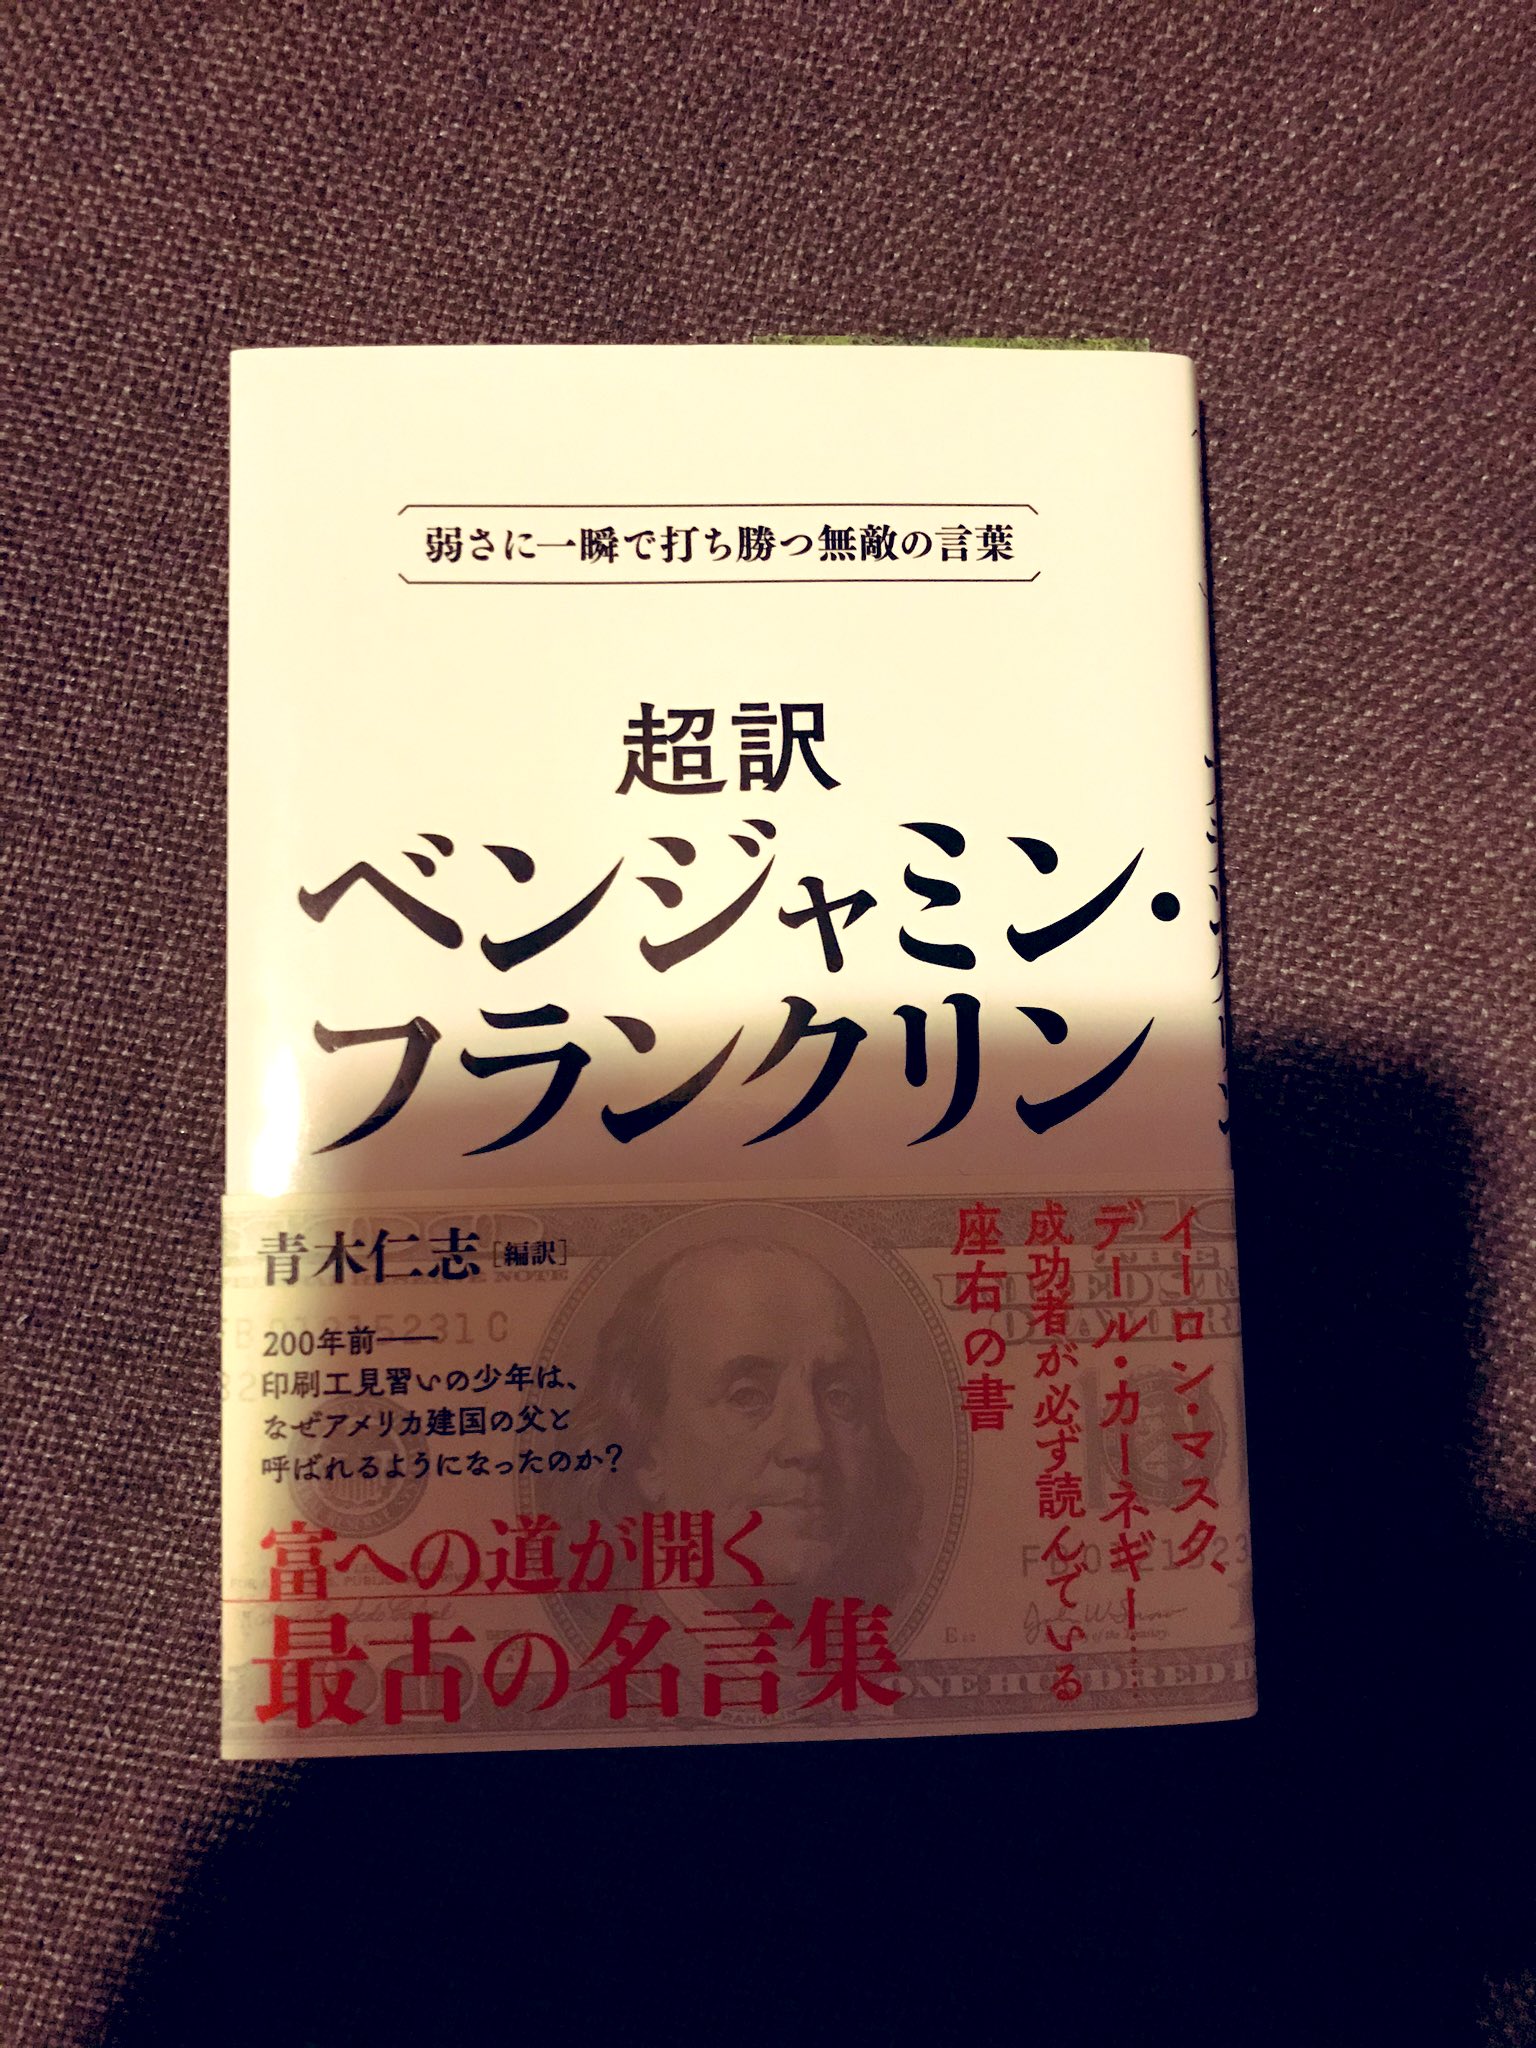 弱さに一瞬で打ち勝つ無敵の言葉
超訳
ベンジャミン・
フランクリン
イーロン・マスク、
デール・カーネギー……
成功者が必ず読んでいる
座右の書
青木仁志[編訳]
200年前――
印刷工見習いの少年は、
なぜアメリカ建国の父と
呼ばれるようになったのか?
富への道が開く
最古の名言集
FRANKLIN
ONE HUNDRED D